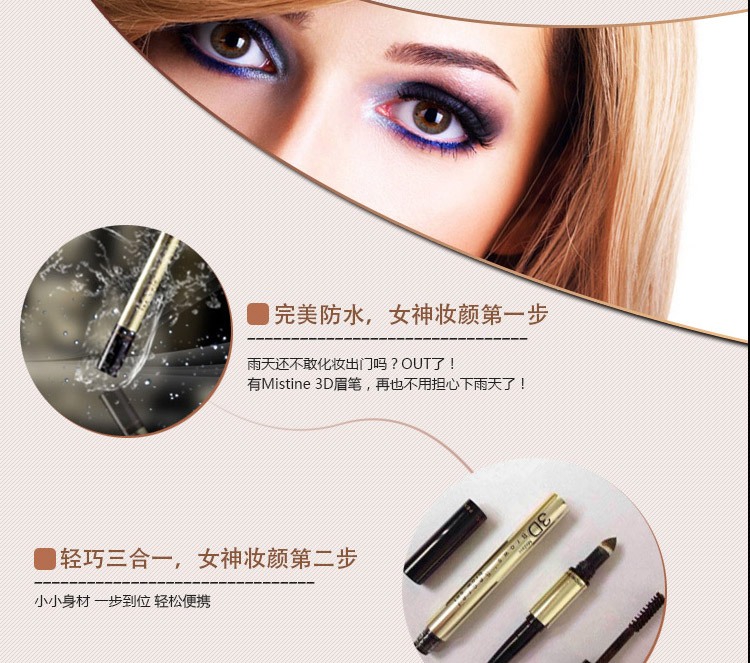 完美防水，女神妆颜第一步
雨天还不敢化妆出门吗？OUT了！
有Mistine 3D眉笔，再也不用担心下雨天了！
3D
轻巧三合一，女神妆颜第二步
小小身材 一步到位 轻松便携